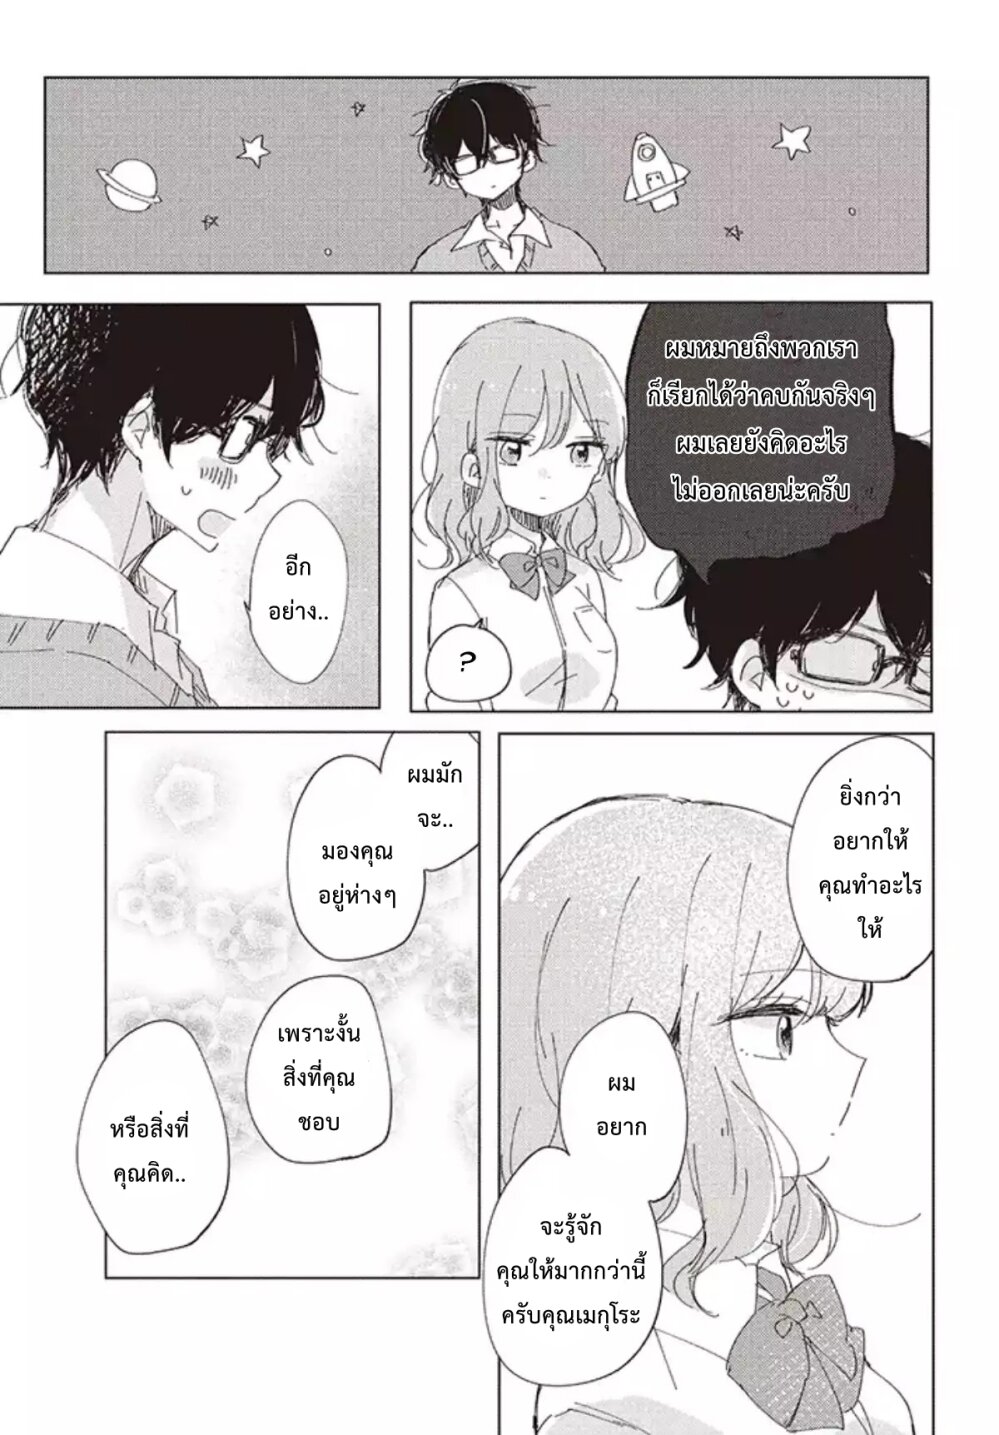 ผมหมายถึงพวกเรา
ก็เรียกได้ว่าคบกันจริงๆ
ผมเลยยังคิดอะไร
ไม่ออกเลยน่ะครับ
?
อีก
อย่าง..
ยิ่งกว่า
อยากให้
คุณทำอะไร
ให้
ผม
อยาก
จะรู้จัก
คุณให้มากกว่านี้
ครับคุณเมกุโระ
ผมมัก
จะ..
มองคุณ
อยู่ห่างๆ
เพราะงั้น
สิ่งที่คุณ
ชอบ
หรือสิ่งที่
คุณคิด..